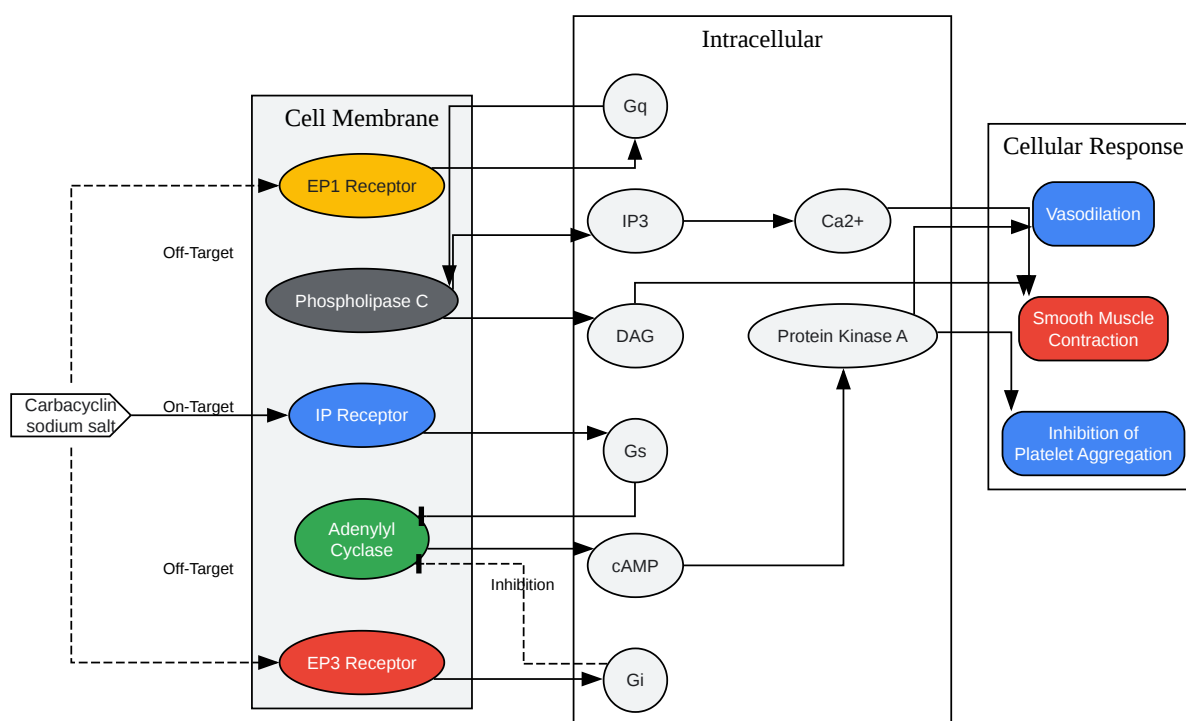 Intracellular
Cell Membrane
Gq
Cellular Response
EP1 Receptor
IP3
Ca2+
Vasodilation
Off-Target
Phospholipase C
DAG
Protein Kinase A
Smooth Muscle
Contraction
Carbacyclin
sodium salt
On-Target
IP Receptor
Gs
Inhibition of
Platelet Aggregation
Adenylyl
Cyclase
cAMP
Off-Target
Inhibition
EP3 Receptor
Gi